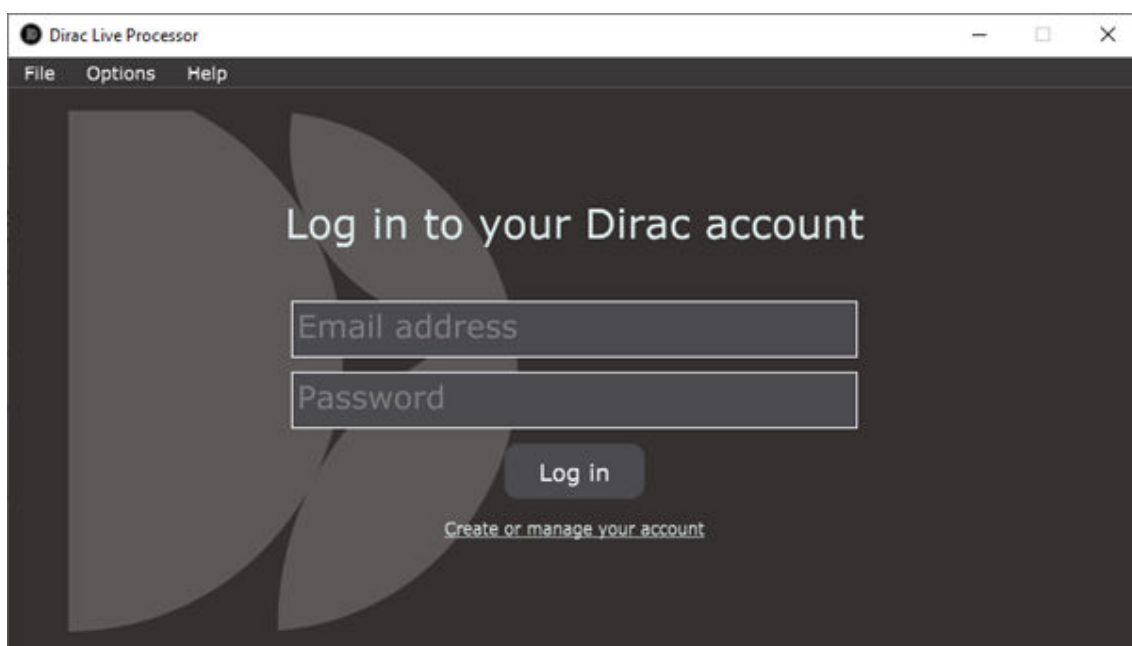 Dirac Live Processor
File Options Help
Log in to your Dirac account
Email address
Password
Log in
Create or manage your account